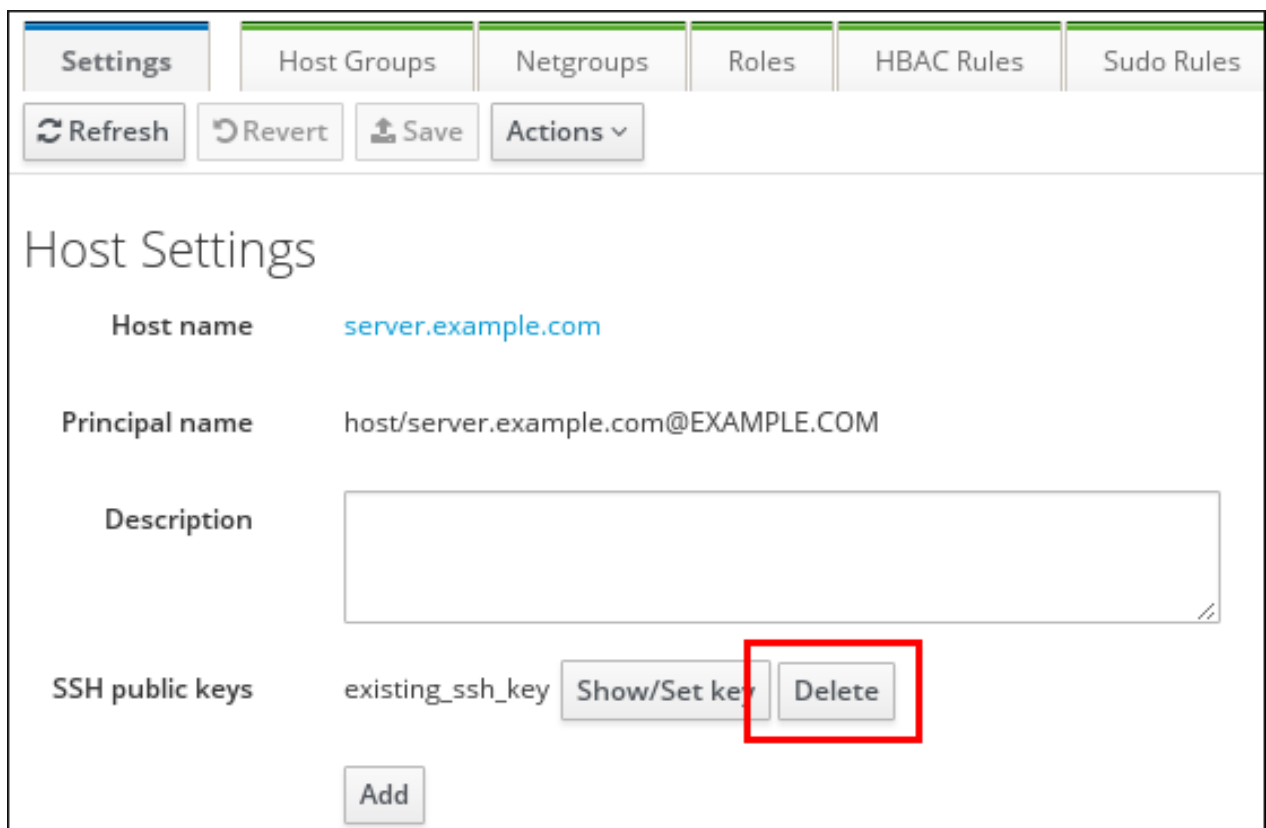 Settings Host Groups Netgroups Roles HBAC Rules Sudo Rules
Refresh Revert Save Actions
Host Settings
Host name server.example.com
Principal name host/server.example.com@EXAMPLE.COM
Description
SSH public keys existing_ssh_key Show/Set key Delete
Add